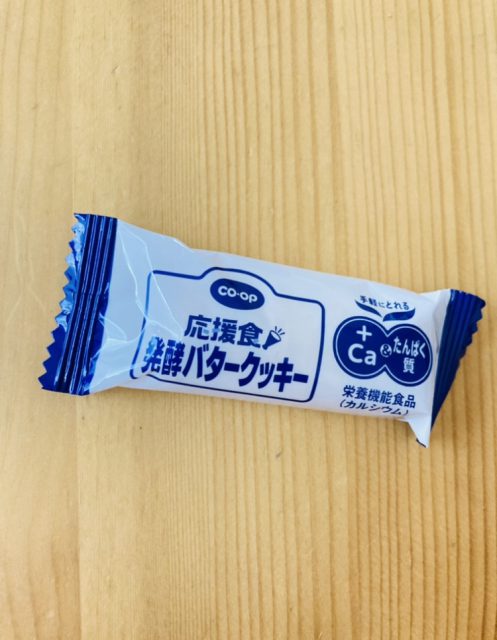 CO·OP
応援食
発酵バタークッキー
手軽にとれる
+
Ca
&
たんぱく
質
栄養機能食品
(カルシウム)